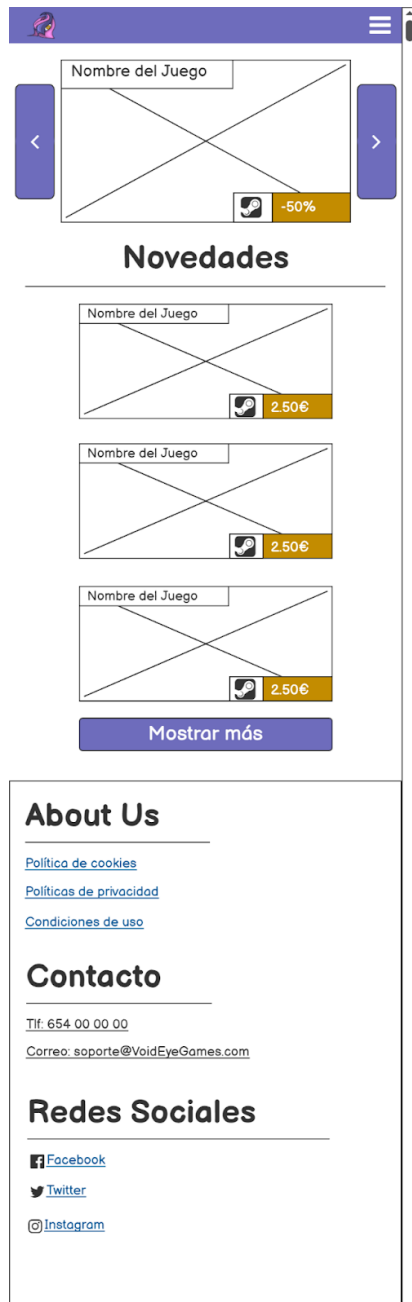 Nombre del Juego
-50%
Novedades
Nombre del Juego
2.50€
Nombre del Juego
2.50€
Nombre del Juego
2.50€
Mostrar más
About Us
Política de cookies
Políticas de privacidad
Condiciones de uso
Contacto
Tlf: 654 00 00 00
Correo: soporte@VoidEyeGames.com
Redes Sociales
Facebook
Twitter
Instagram